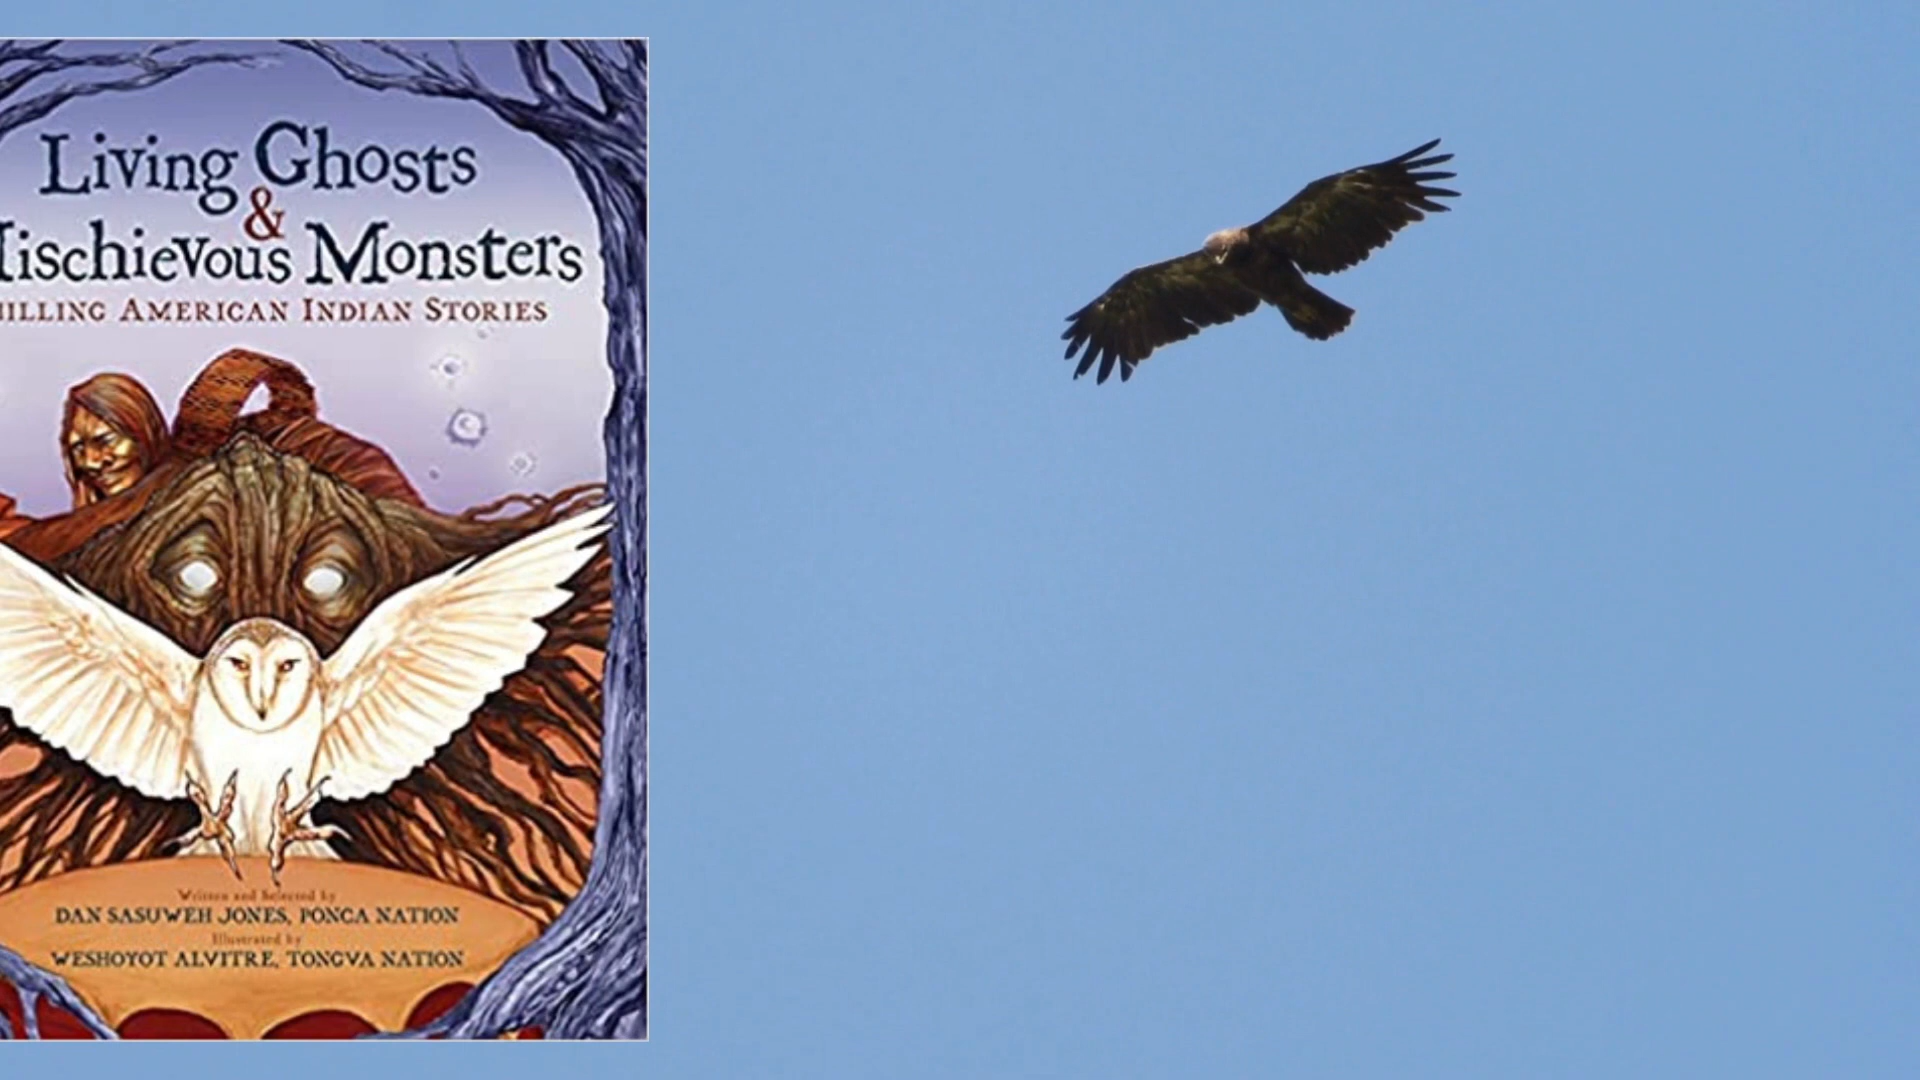 Living Ghosts
&
ischievous Monsters
illing American Indian Stories
Written and Selected by
DAN SASUWEH JONES, PONCA NATION
Illustrated by
WESHOYOT ALVITRE, TONGVA NATION